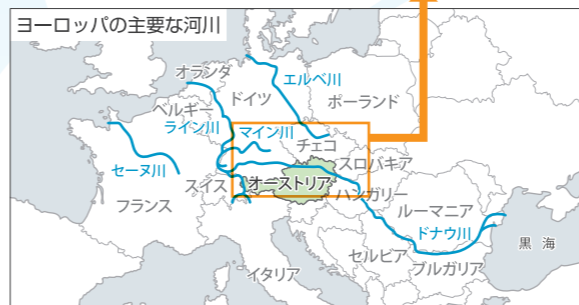 ヨーロッパの主要な河川
オランダ
エルベ川
ドイツ
ポーランド
ベルギー
ライン川
マイン川
チェコ
セーヌ川
スロバキア
スイス
オーストリア
ハンガリー
フランス
ルーマニア
ドナウ川
黒 海
セルビア
ブルガリア
イタリア